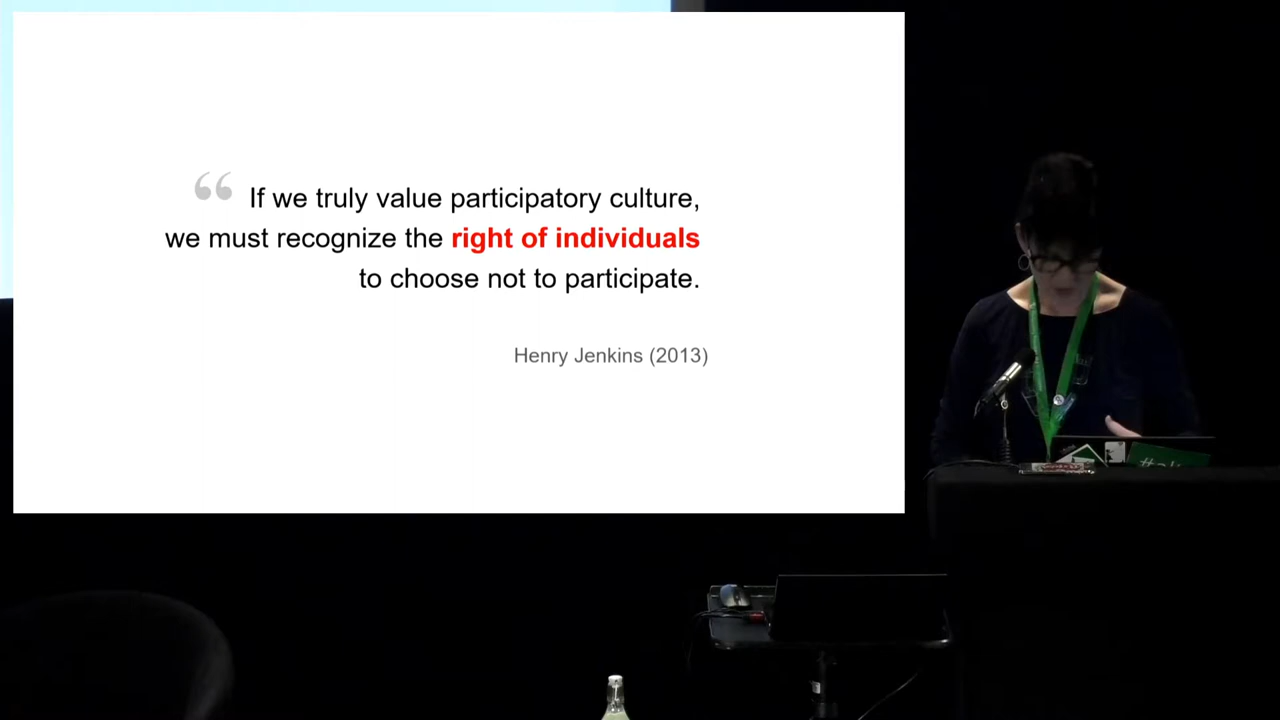 “ If we truly value participatory culture,
we must recognize the right of individuals
to choose not to participate.
Henry Jenkins (2013)